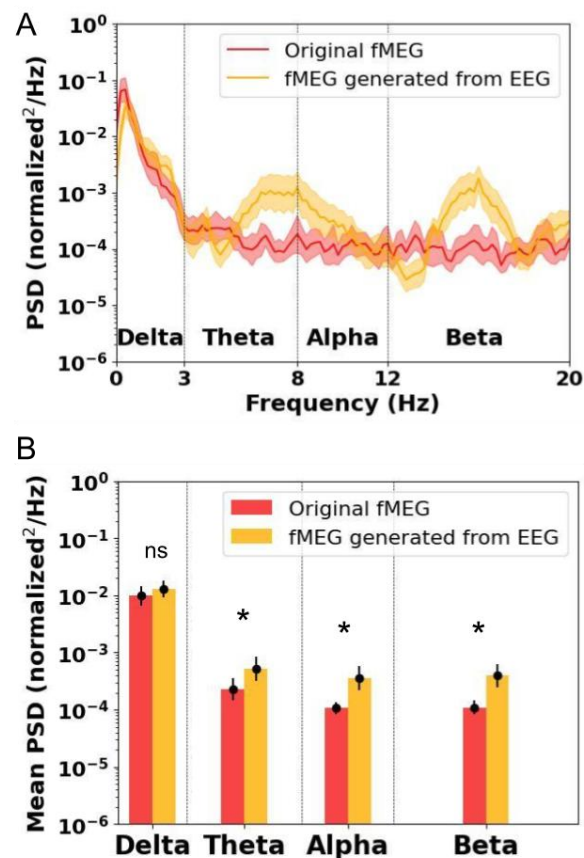 A
PSD (normalized²/Hz)
10⁰
10⁻¹
10⁻²
10⁻³
10⁻⁴
10⁻⁵
10⁻⁶
Original fMEG
fMEG generated from EEG
Delta Theta Alpha Beta
0 3 8 12 20
Frequency (Hz)
B
Mean PSD (normalized²/Hz)
10⁰
10⁻¹
10⁻²
10⁻³
10⁻⁴
10⁻⁵
10⁻⁶
Original fMEG
fMEG generated from EEG
ns
* * *
Delta Theta Alpha Beta